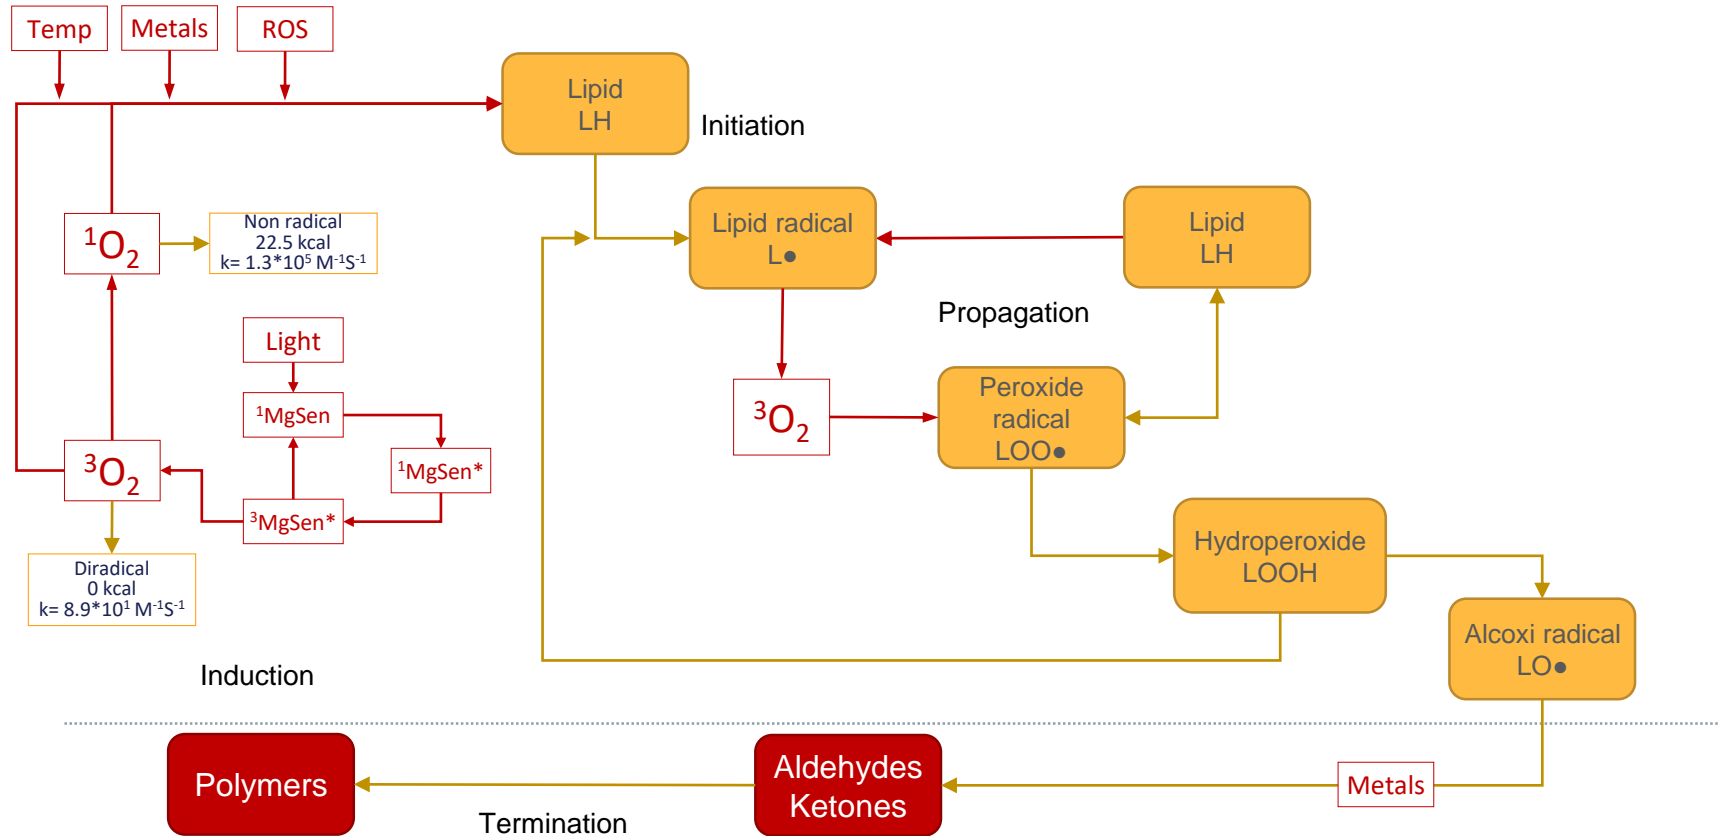 Temp
Metals
ROS
Lipid
LH
Initiation
Lipid radical
L●
Lipid
LH
¹O₂
Non radical
22.5 kcal
k= 1.3*10⁵ M⁻¹S⁻¹
Propagation
Light
¹MgSen
¹MgSen*
³MgSen*
³O₂
Diradical
0 kcal
k= 8.9*10¹ M⁻¹S⁻¹
³O₂
Peroxide
radical
LOO●
Hydroperoxide
LOOH
Alcoxi radical
LO●
Induction
Polymers
Termination
Aldehydes
Ketones
Metals